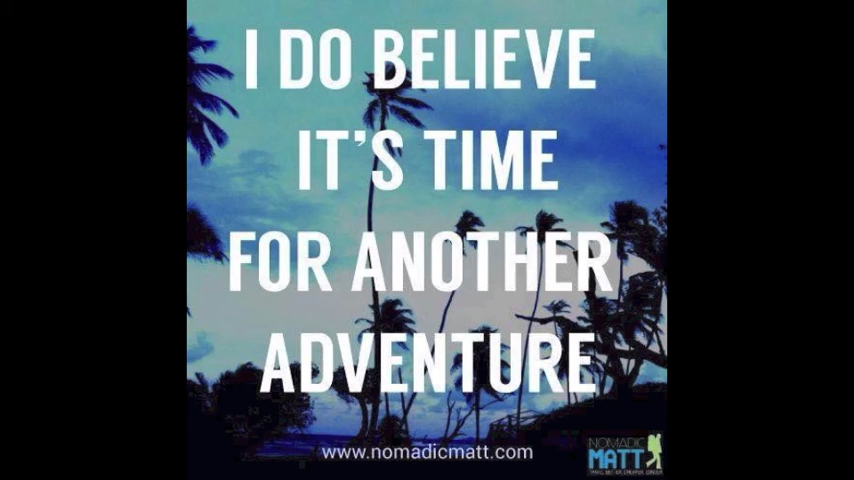 I DO BELIEVE
IT'S TIME
FOR ANOTHER
ADVENTURE
www.nomadicmatt.com
NOMADIC
MATT